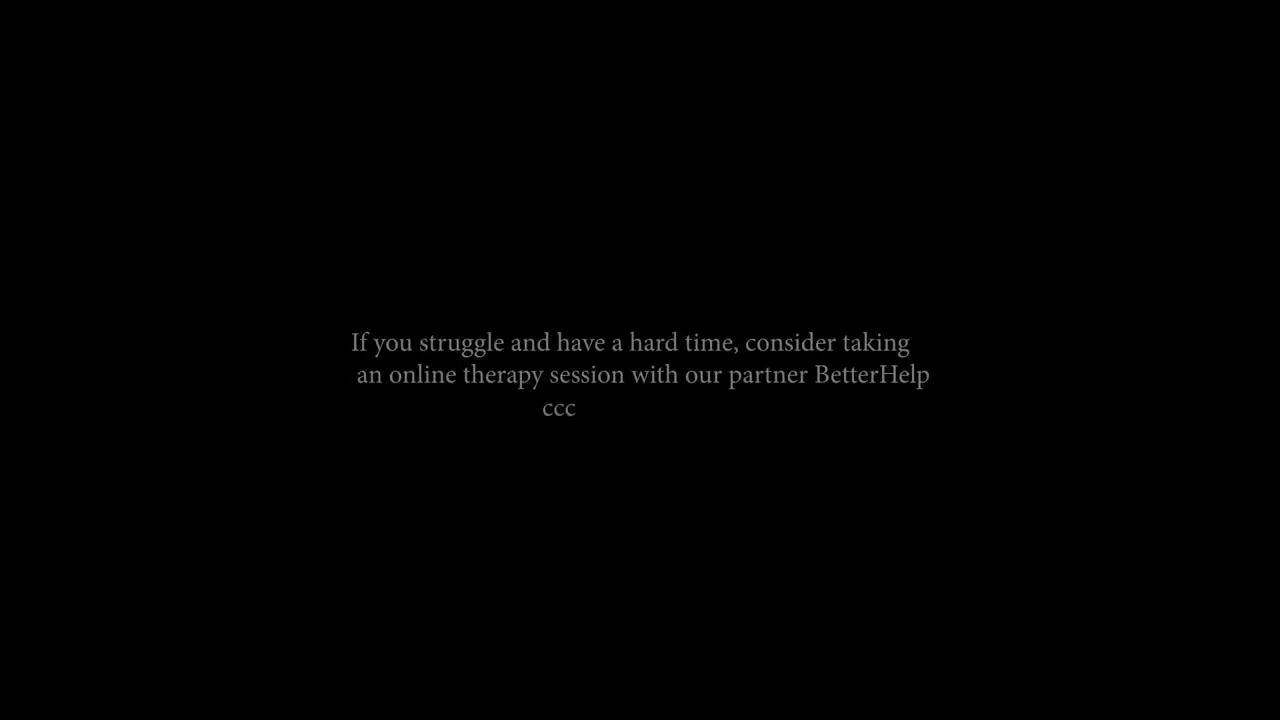 If you struggle and have a hard time, consider taking
an online therapy session with our partner BetterHelp
ccc